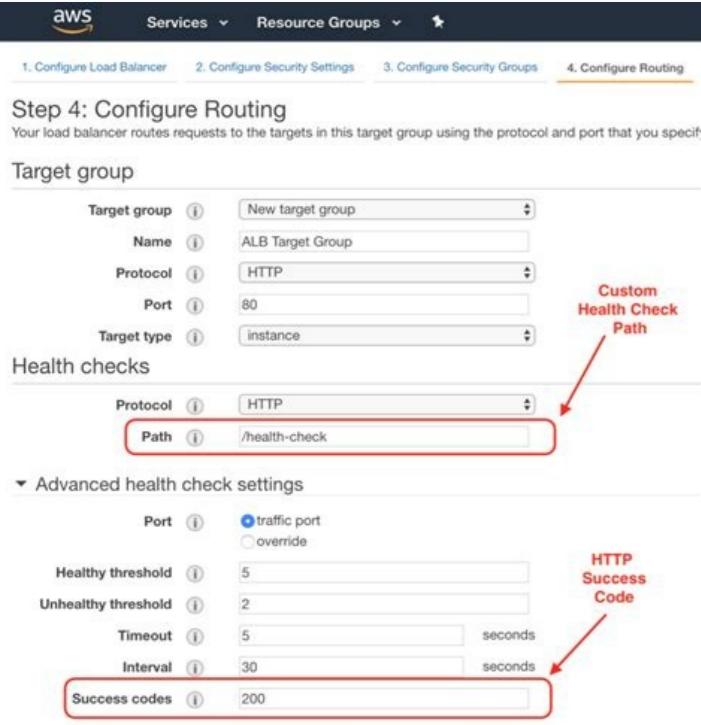 aws
Services Resource Groups
1. Configure Load Balancer 2. Configure Security Settings 3. Configure Security Groups 4. Configure Routing
Step 4: Configure Routing
Your load balancer routes requests to the targets in this target group using the protocol and port that you specify
Target group
Target group i New target group
Name i ALB Target Group
Protocol i HTTP
Port i 80
Target type i instance
Custom
Health Check
Path
Health checks
Protocol i HTTP
Path i /health-check
Advanced health check settings
Port i traffic port
override
Healthy threshold i 5
Unhealthy threshold i 2
Timeout i 5 seconds
Interval i 30 seconds
Success codes i 200
HTTP
Success
Code